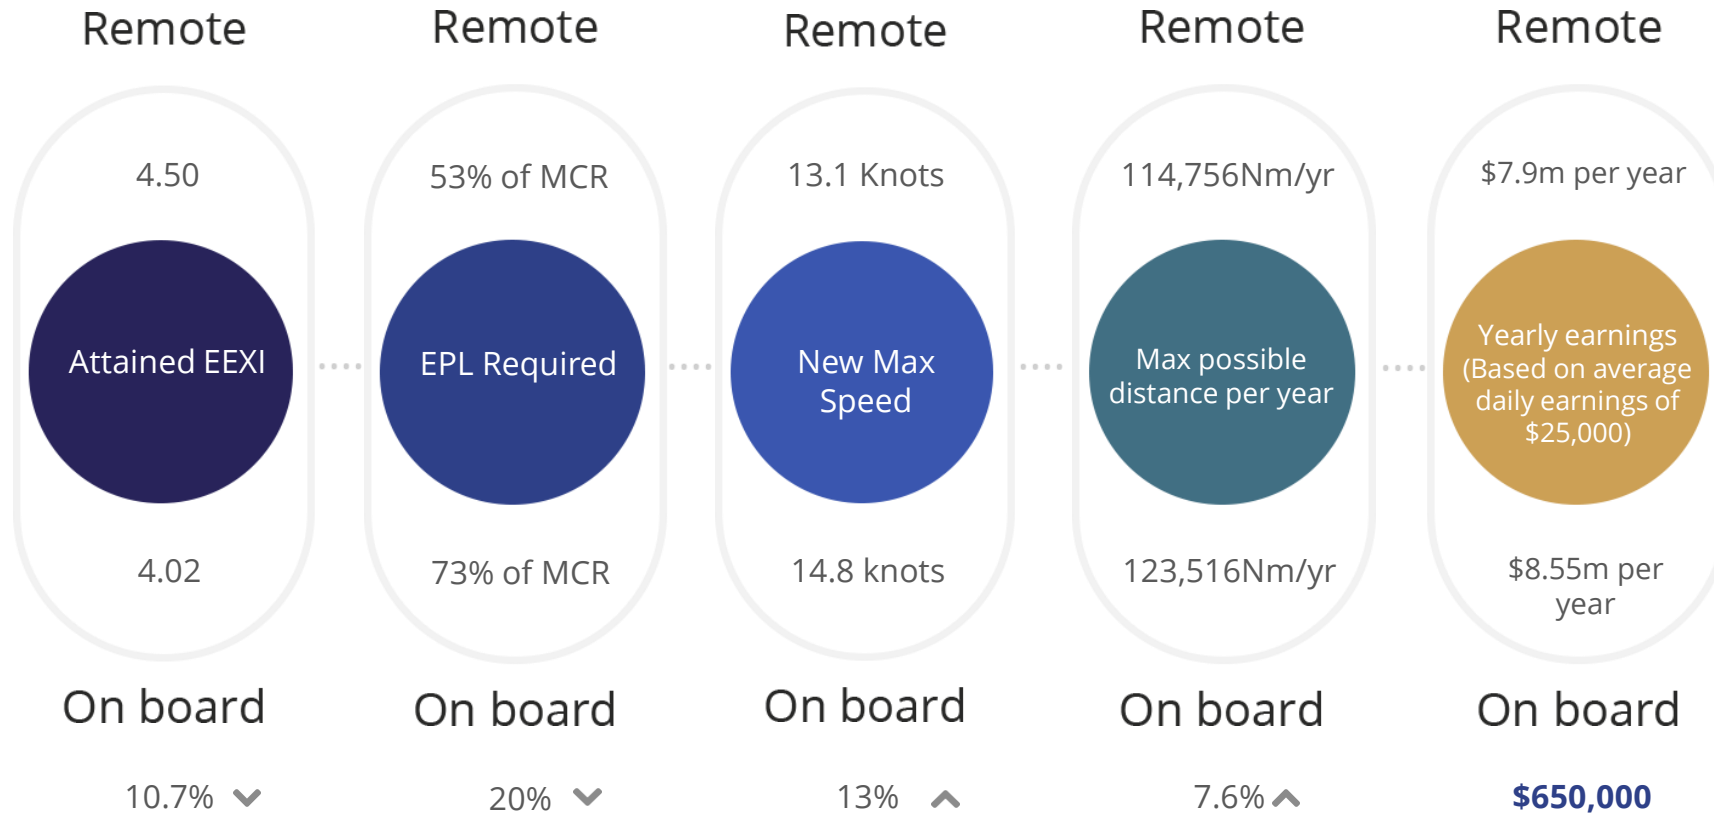 Remote
4.50
Attained EEXI
4.02
On board
10.7%
Remote
53% of MCR
EPL Required
73% of MCR
On board
20%
Remote
13.1 Knots
New Max
Speed
14.8 knots
On board
13%
Remote
114,756Nm/yr
Max possible
distance per year
123,516Nm/yr
On board
7.6%
Remote
$7.9m per year
Yearly earnings
(Based on average
daily earnings of
$25,000)
$8.55m per
year
On board
$650,000